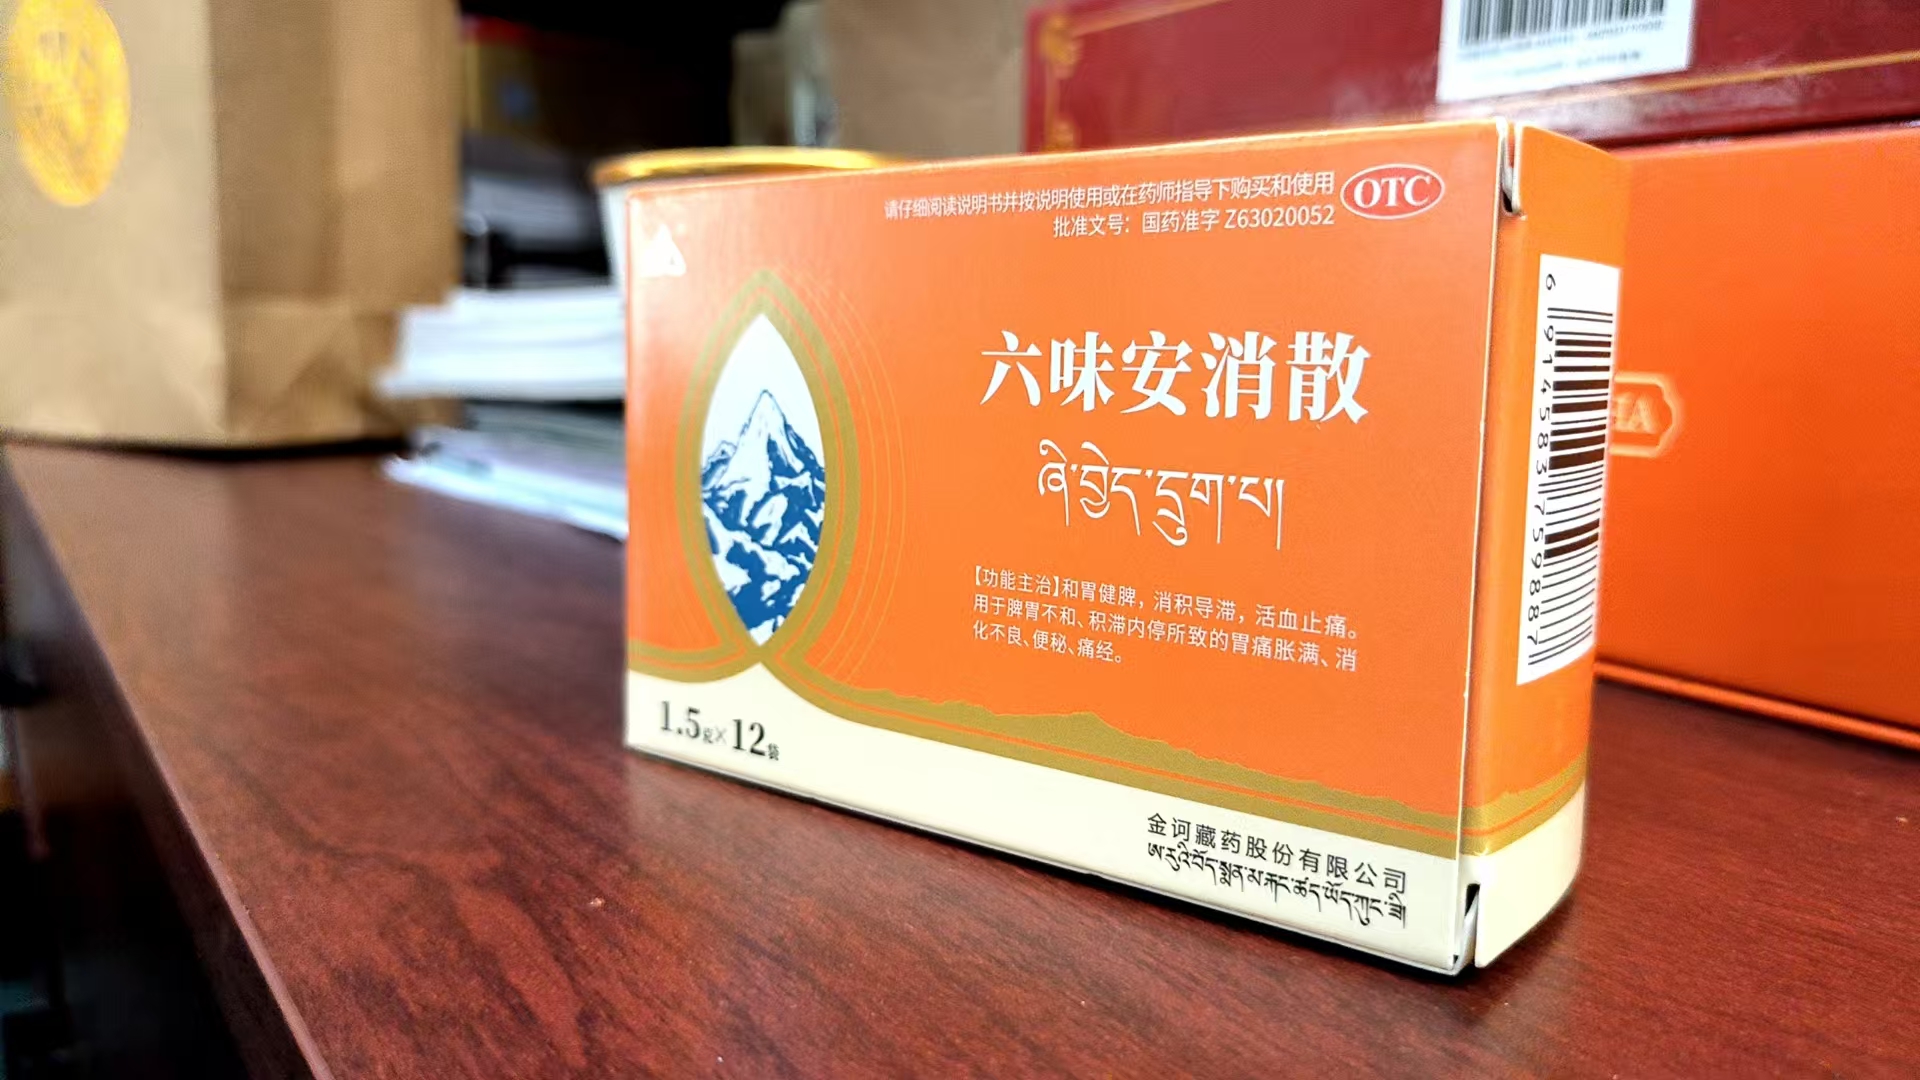 请仔细阅读说明书并按说明使用或在药师指导下购买和使用
批准文号：国药准字 Z63020052
OTC
六味安消散
ཞི་བྱེད་དྲུག་པ།
【功能主治】和胃健脾，消积导滞，活血止痛。
用于脾胃不和、积滞内停所致的胃痛胀满、消
化不良、便秘、痛经。
1.5克×12袋
金诃藏药股份有限公司
6 914583 759887